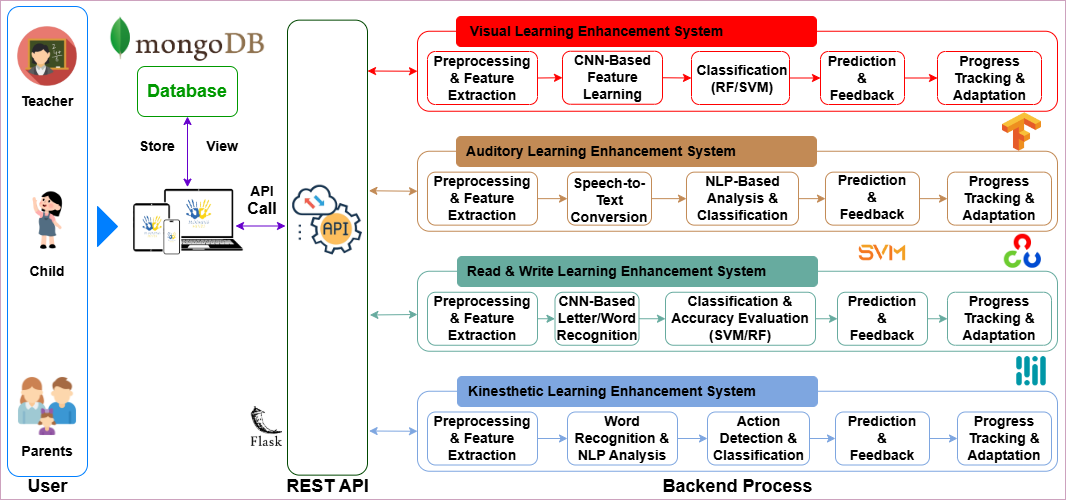 Teacher
Child
Parents
User
mongoDB
Database
Store
View
API
Call
API
Flask
REST API
Visual Learning Enhancement System
Preprocessing
& Feature
Extraction
CNN-Based
Feature
Learning
Classification
(RF/SVM)
Prediction
&
Feedback
Progress
Tracking &
Adaptation
Auditory Learning Enhancement System
Preprocessing
& Feature
Extraction
Speech-to-
Text
Conversion
NLP-Based
Analysis &
Classification
Prediction
&
Feedback
Progress
Tracking &
Adaptation
SVM
Read & Write Learning Enhancement System
Preprocessing
& Feature
Extraction
CNN-Based
Letter/Word
Recognition
Classification &
Accuracy Evaluation
(SVM/RF)
Prediction
&
Feedback
Progress
Tracking &
Adaptation
Kinesthetic Learning Enhancement System
Preprocessing
& Feature
Extraction
Word
Recognition &
NLP Analysis
Action
Detection &
Classification
Prediction
&
Feedback
Progress
Tracking &
Adaptation
Backend Process